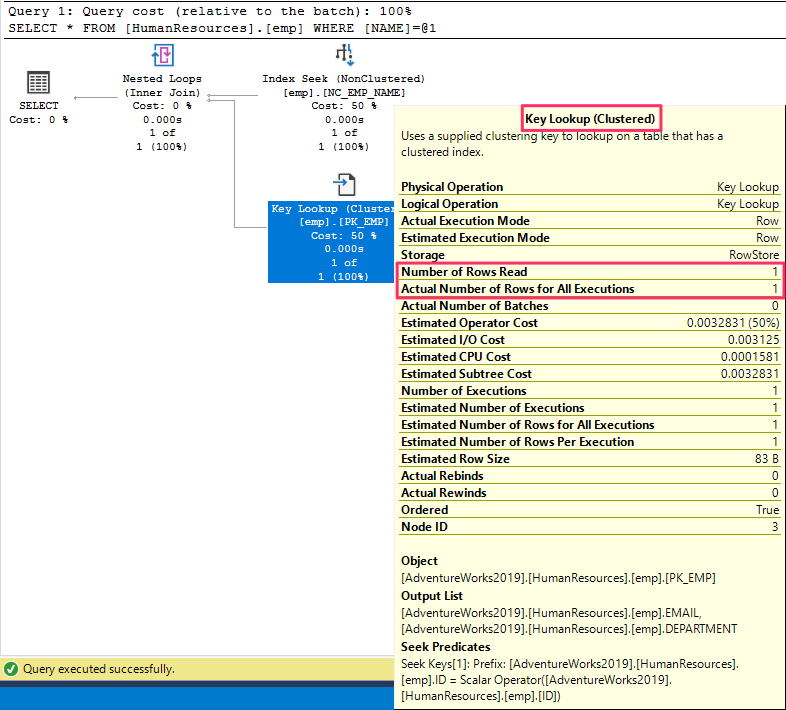 Query 1: Query cost (relative to the batch): 100%
SELECT * FROM [HumanResources].[emp] WHERE [NAME]=@1
SELECT
Cost: 0 %
Nested Loops
(Inner Join)
Cost: 0 %
0.000s
1 of
1 (100%)
Index Seek (NonClustered)
[emp].[NC_EMP_NAME]
Cost: 50 %
0.000s
1 of
1 (100%)
Key Lookup (Cluster
[emp].[PK_EMP]
Cost: 50 %
0.000s
1 of
1 (100%)
Key Lookup (Clustered)
Uses a supplied clustering key to lookup on a table that has a
clustered index.
Physical Operation Key Lookup
Logical Operation Key Lookup
Actual Execution Mode Row
Estimated Execution Mode Row
Storage RowStore
Number of Rows Read 1
Actual Number of Rows for All Executions 1
Actual Number of Batches 0
Estimated Operator Cost 0.0032831 (50%)
Estimated I/O Cost 0.003125
Estimated CPU Cost 0.0001581
Estimated Subtree Cost 0.0032831
Number of Executions 1
Estimated Number of Executions 1
Estimated Number of Rows for All Executions 1
Estimated Number of Rows Per Execution 1
Estimated Row Size 83 B
Actual Rebinds 0
Actual Rewinds 0
Ordered True
Node ID 3
Object
[AdventureWorks2019].[HumanResources].[emp].[PK_EMP]
Output List
[AdventureWorks2019].[HumanResources].[emp].EMAIL,
[AdventureWorks2019].[HumanResources].[emp].DEPARTMENT
Seek Predicates
Seek Keys[1]: Prefix: [AdventureWorks2019].[HumanResources].
[emp].ID = Scalar Operator([AdventureWorks2019].
[HumanResources].[emp].[ID])
Query executed successfully.